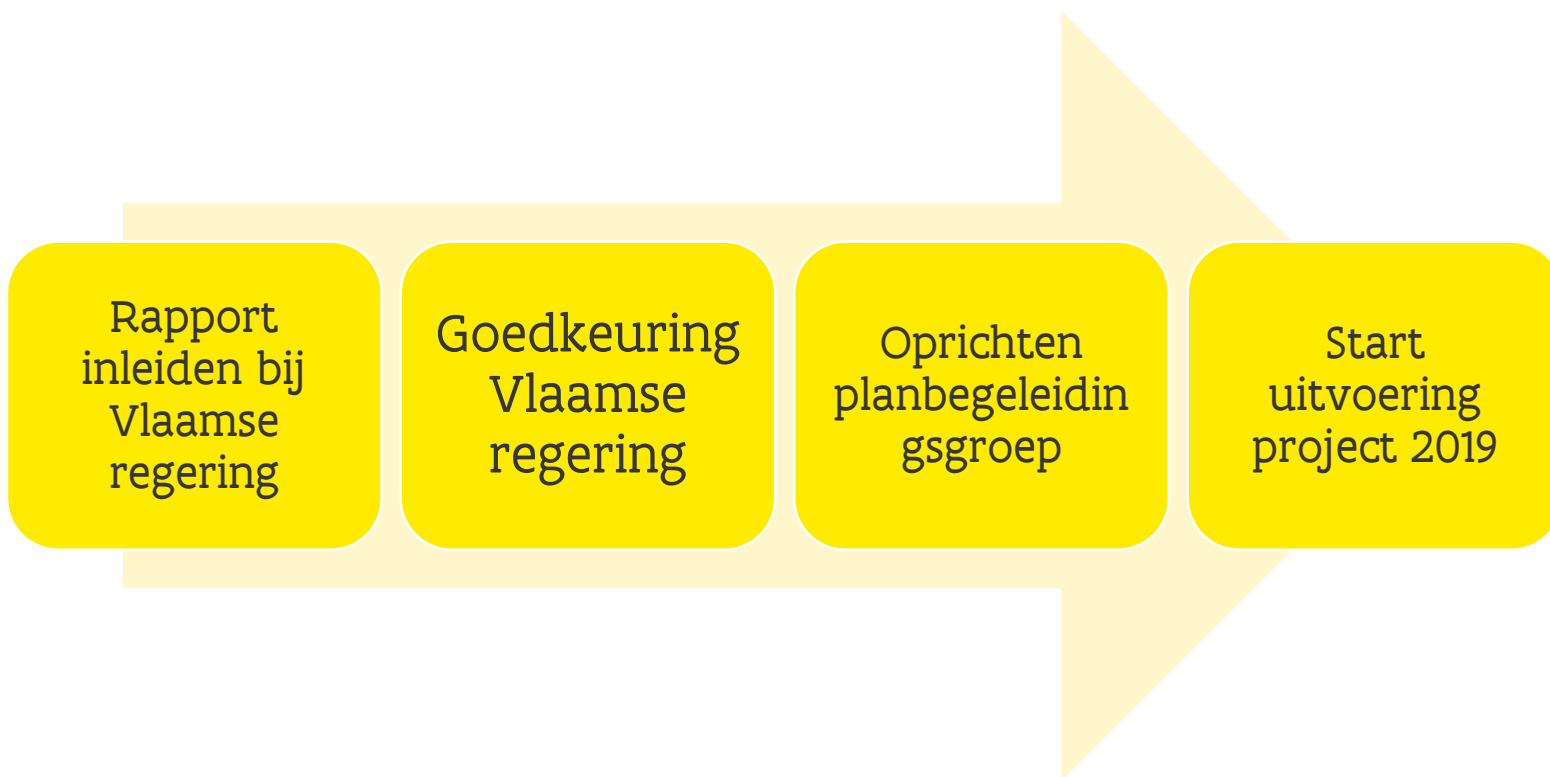 Rapport
inleiden bij
Vlaamse
regering
Goedkeuring
Vlaamse
regering
Oprichten
planbegeleidin
gsgroep
Start
uitvoering
project 2019